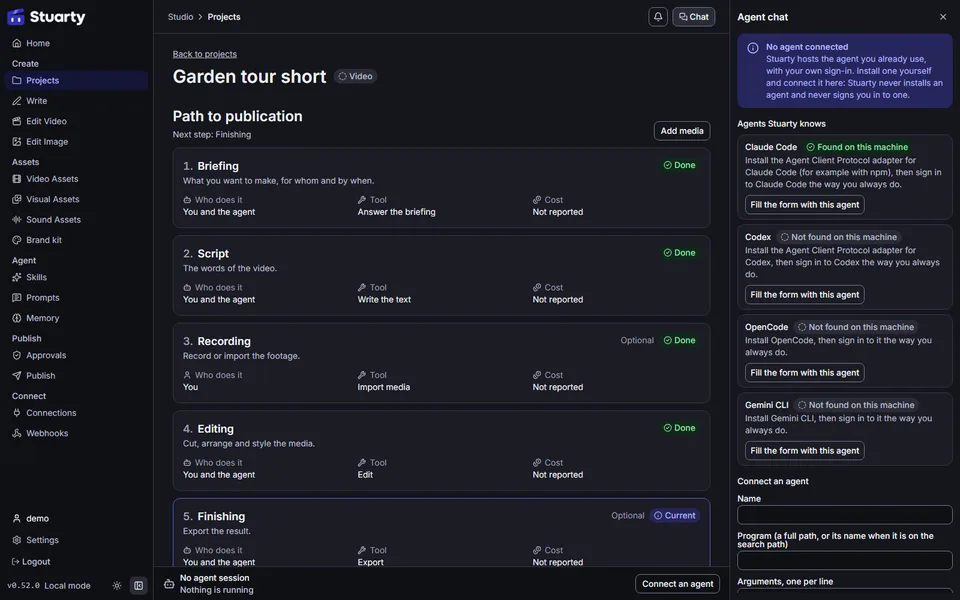 Stuarty
Home
Create
Projects
Write
Edit Video
Edit Image
Assets
Video Assets
Visual Assets
Sound Assets
Brand kit
Agent
Skills
Prompts
Memory
Publish
Approvals
Publish
Connect
Connections
Webhooks
demo
Settings
Logout
v0.52.0 Local mode
Studio > Projects
Chat
Back to projects
Garden tour short
Video
Path to publication
Next step: Finishing
Add media
1. Briefing
Done
What you want to make, for whom and by when.
Who does it
Tool
Cost
You and the agent
Answer the briefing
Not reported
2. Script
Done
The words of the video.
Who does it
Tool
Cost
You and the agent
Write the text
Not reported
3. Recording
Optional
Done
Record or import the footage.
Who does it
Tool
Cost
You
Import media
Not reported
4. Editing
Done
Cut, arrange and style the media.
Who does it
Tool
Cost
You and the agent
Edit
Not reported
5. Finishing
Optional
Current
Export the result.
Who does it
Tool
Cost
You and the agent
Export
Not reported
No agent session
Nothing is running
Connect an agent
Agent chat
No agent connected
Stuarty hosts the agent you already use,
with your own sign-in. Install one yourself
and connect it here: Stuarty never installs an
agent and never signs you in to one.
Agents Stuarty knows
Claude Code
Found on this machine
Install the Agent Client Protocol adapter for
Claude Code (for example with npm), then sign in
to Claude Code the way you always do.
Fill the form with this agent
Codex
Not found on this machine
Install the Agent Client Protocol adapter for
Codex, then sign in to Codex the way you always
do.
Fill the form with this agent
OpenCode
Not found on this machine
Install OpenCode, then sign in to it the way you
always do.
Fill the form with this agent
Gemini CLI
Not found on this machine
Install Gemini CLI, then sign in to it the way you
always do.
Fill the form with this agent
Connect an agent
Name
Program (a full path, or its name when it is on the
search path)
Arguments, one per line